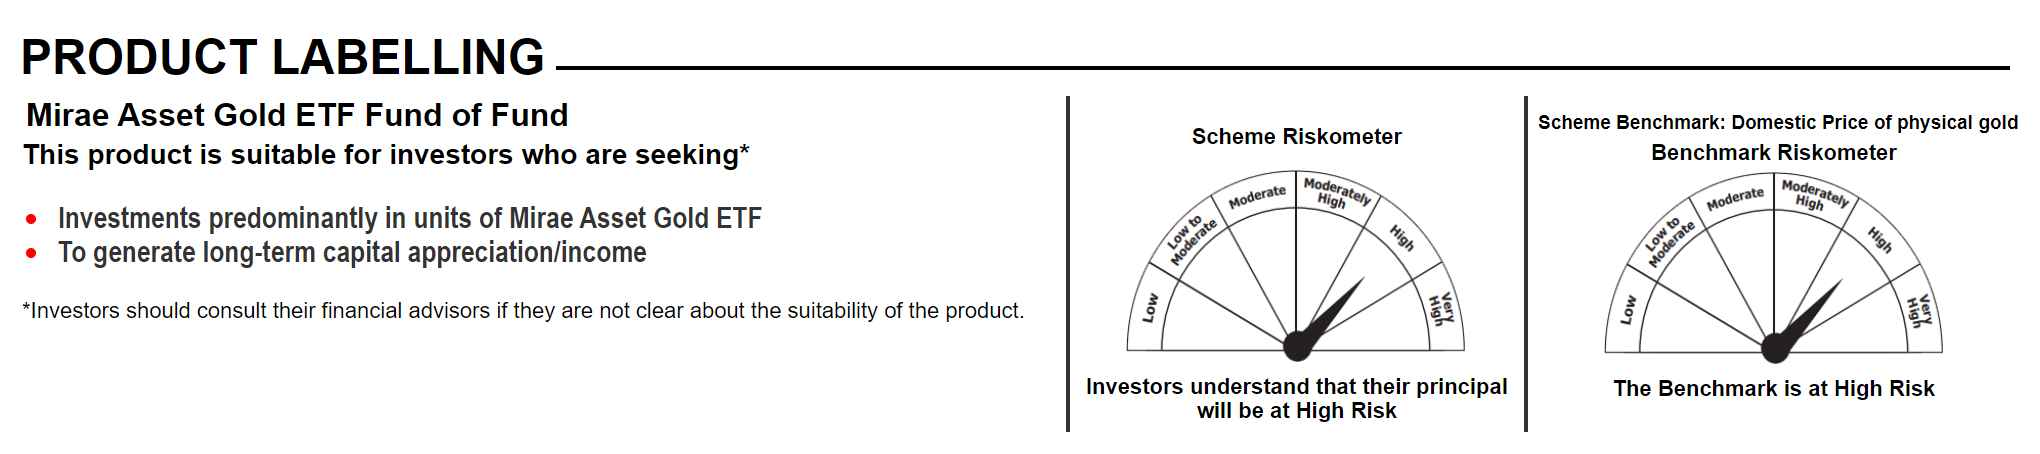 PRODUCT LABELLING
Mirae Asset Gold ETF Fund of Fund
This product is suitable for investors who are seeking*
• Investments predominantly in units of Mirae Asset Gold ETF
• To generate long-term capital appreciation/income
*Investors should consult their financial advisors if they are not clear about the suitability of the product.
Scheme Riskometer
Low
Low to
Moderate
Moderate
Moderately
High
High
Very
High
Investors understand that their principal
will be at High Risk
Scheme Benchmark: Domestic Price of physical gold
Benchmark Riskometer
Low
Low to
Moderate
Moderate
Moderately
High
High
Very
High
The Benchmark is at High Risk